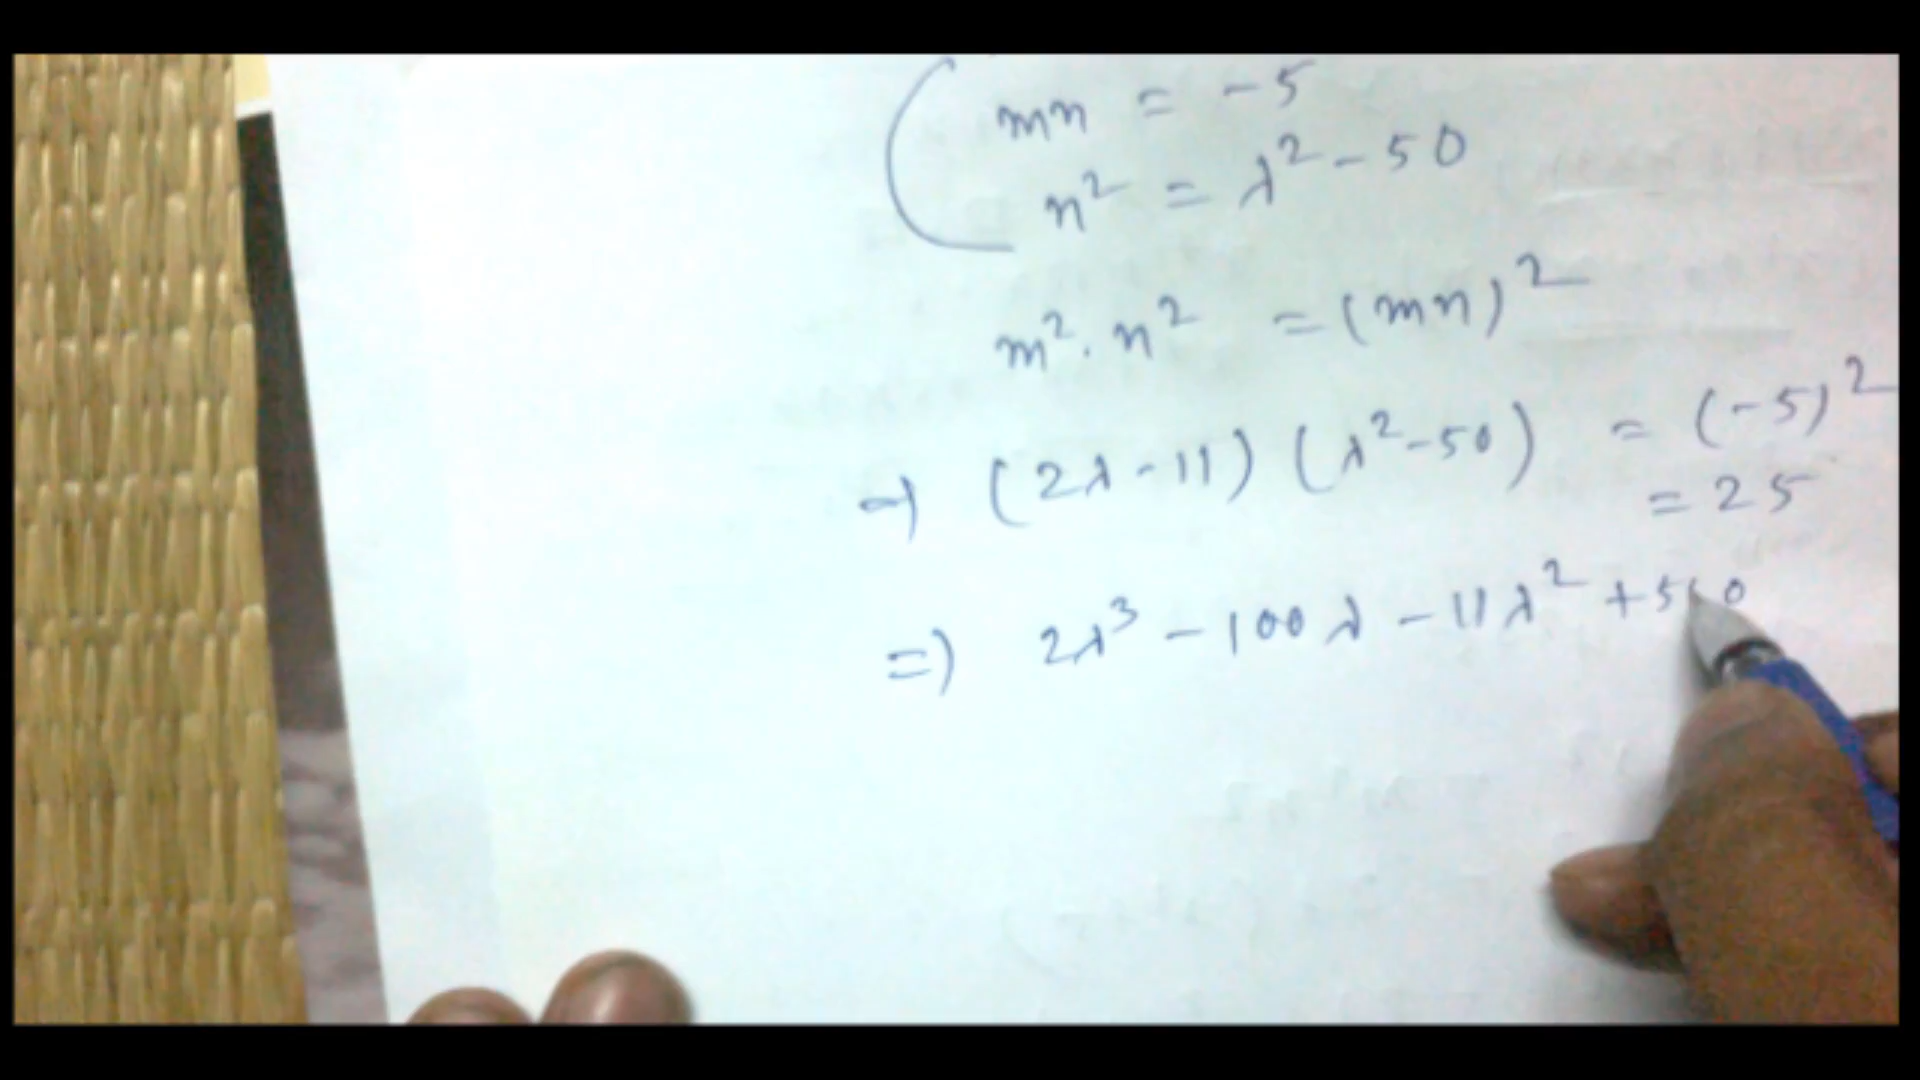 mn = -5
n² = λ² - 50
m². n² = (mn)²
→ (2λ - 11) (λ² - 50) = (-5)²
= 25
⇒ 2λ³ - 100λ - 11λ² + 550